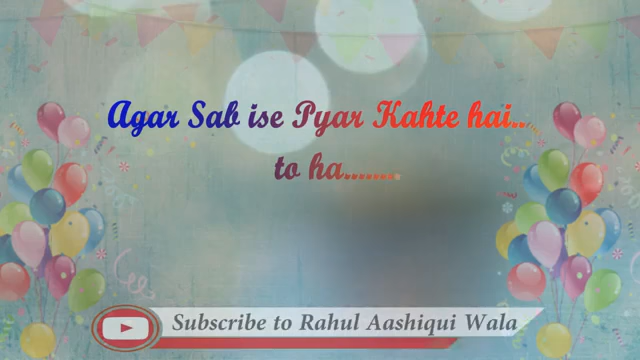 Agar Sab ise Pyar Kahte hai..
to ha........
Subscribe to Rahul Aashiqui Wala